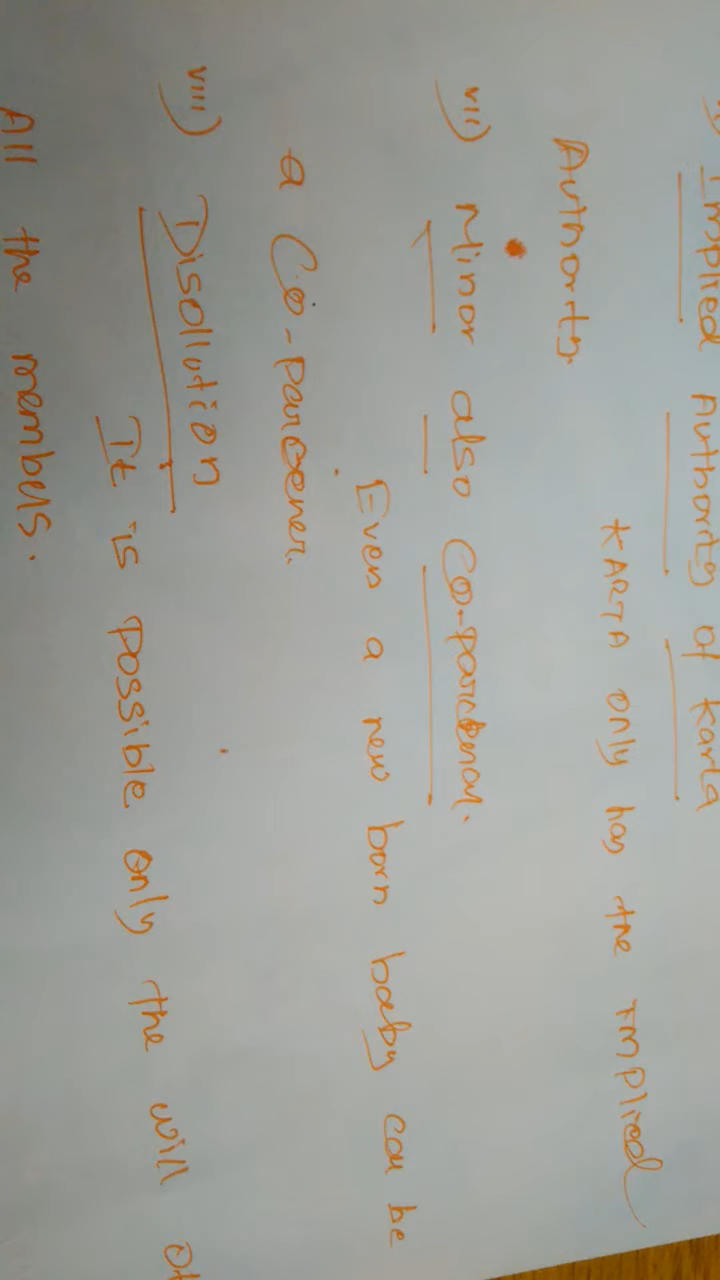 Implied Authority of Karta
KARTA only has the Implied
Authority.
vii) Minor also Co-parcenar.
Even a new born baby can be
a Co-parcener.
viii) Disollution
It is possible only the will of
All the members.